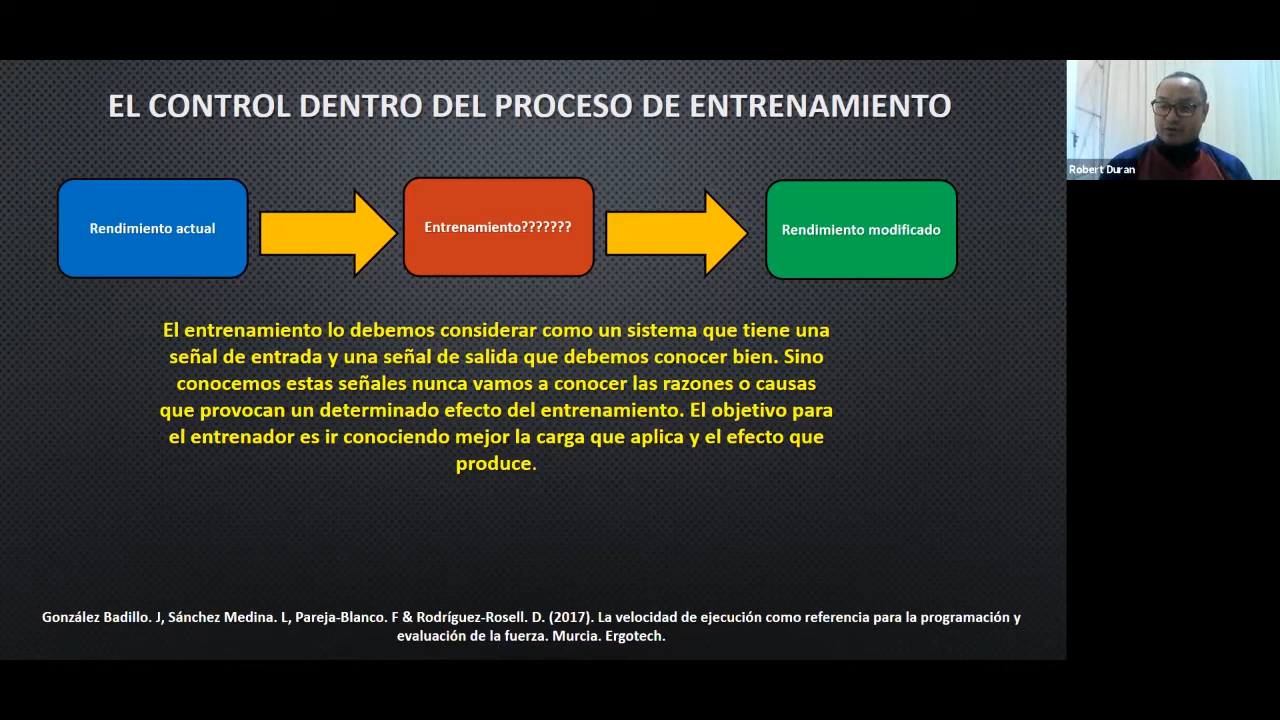 EL CONTROL DENTRO DEL PROCESO DE ENTRENAMIENTO
Robert Duran
Rendimiento actual
Entrenamiento???????
Rendimiento modificado
El entrenamiento lo debemos considerar como un sistema que tiene una
señal de entrada y una señal de salida que debemos conocer bien. Sino
conocemos estas señales nunca vamos a conocer las razones o causas
que provocan un determinado efecto del entrenamiento. El objetivo para
el entrenador es ir conociendo mejor la carga que aplica y el efecto que
produce.
González Badillo. J, Sánchez Medina. L, Pareja-Blanco. F & Rodríguez-Rosell. D. (2017). La velocidad de ejecución como referencia para la programación y
evaluación de la fuerza. Murcia. Ergotech.